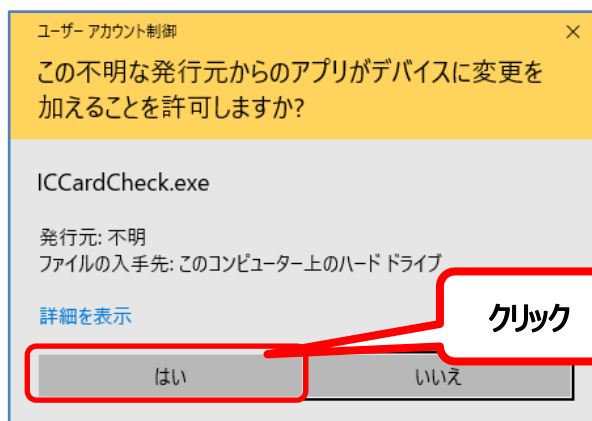 ユーザー アカウント制御
この不明な発行元からのアプリがデバイスに変更を
加えることを許可しますか?
ICCardCheck.exe
発行元: 不明
ファイルの入手先: このコンピューター上のハード ドライブ
詳細を表示
クリック
はい
いいえ